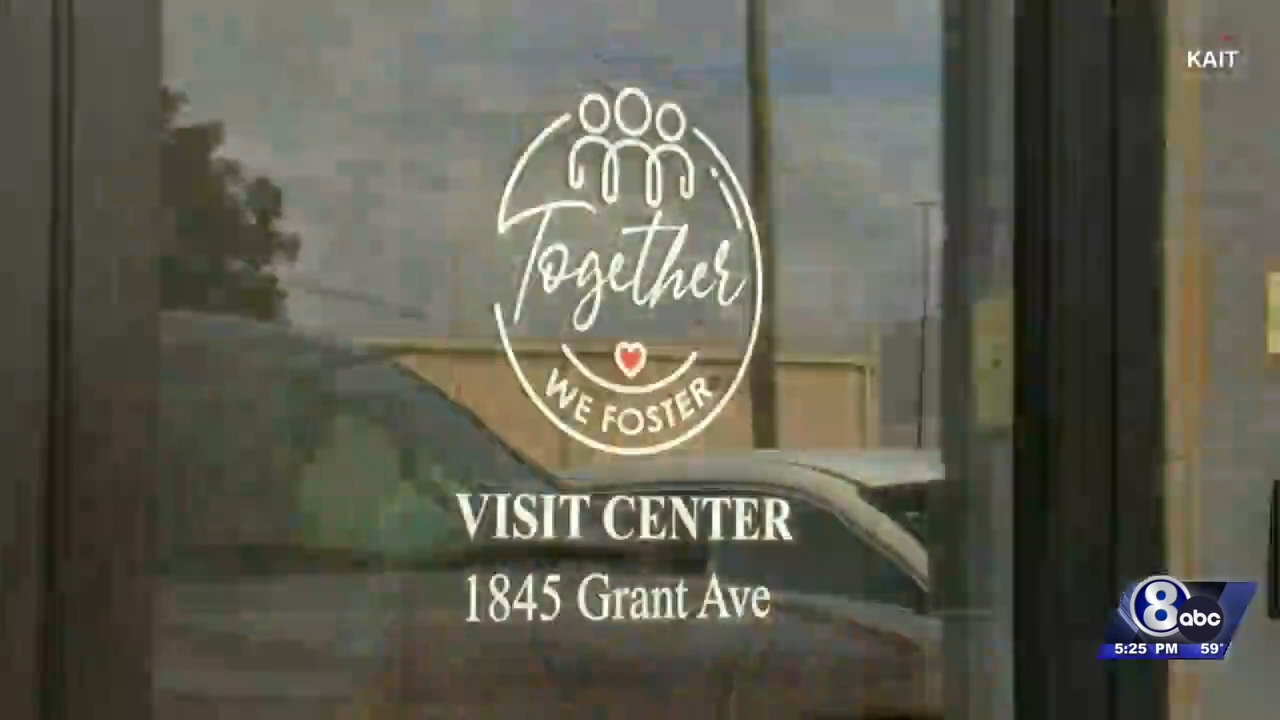 KAIT
Together
WE FOSTER
VISIT CENTER
1845 Grant Ave
8 abc
5:25 PM 59°